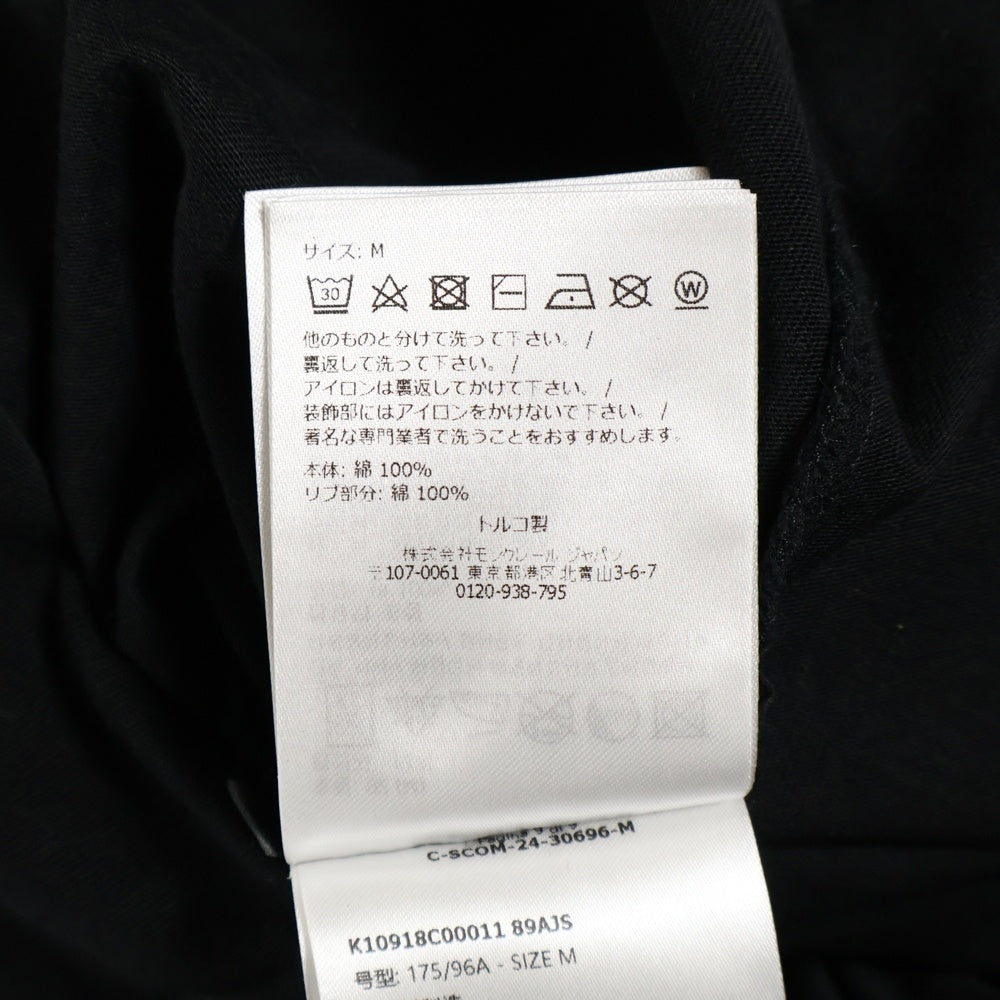 サイズ: M
30
W
他のものと分けて洗って下さい。 /
裏返して洗って下さい。 /
アイロンは裏返してかけて下さい。 /
装飾部にはアイロンをかけないで下さい。 /
著名な専門業者で洗うことをおすすめします。
本体: 綿 100%
リブ部分: 綿 100%
トルコ製
株式会社モンクレール ジャパン
〒107-0061 東京都港区北青山3-6-7
0120-938-795
C-SCOM-24-30696-M
K10918C00011 89AJS
号型: 175/96A - SIZE M